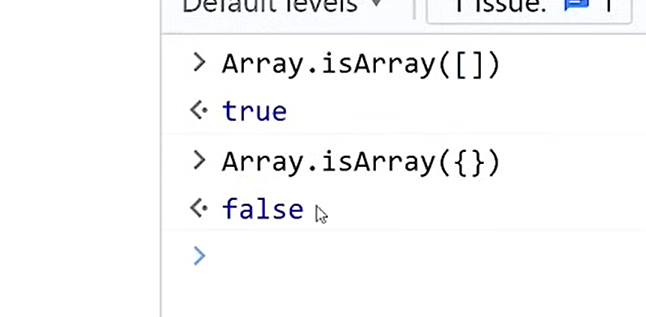 Default levels 1 Issue: 1
> Array.isArray([])
<· true
> Array.isArray({})
<· false
>